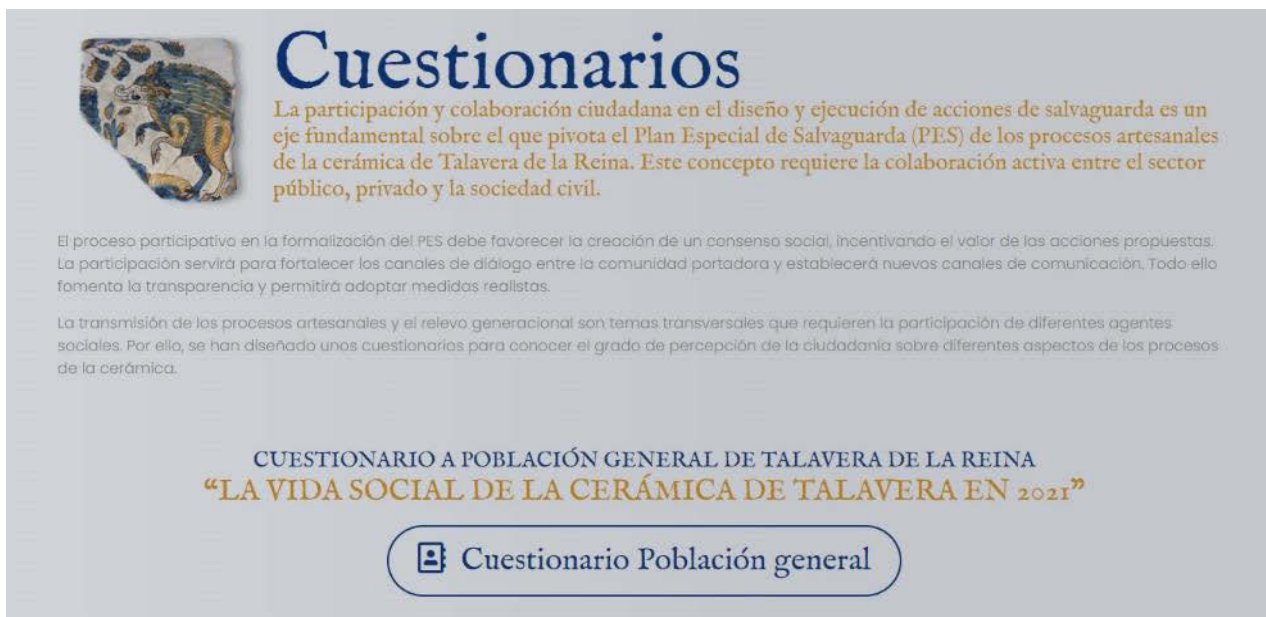 Cuestionarios
La participación y colaboración ciudadana en el diseño y ejecución de acciones de salvaguarda es un
eje fundamental sobre el que pivota el Plan Especial de Salvaguarda (PES) de los procesos artesanales
de la cerámica de Talavera de la Reina. Este concepto requiere la colaboración activa entre el sector
público, privado y la sociedad civil.
El proceso participativo en la formalización del PES debe favorecer la creación de un consenso social, incentivando el valor de las acciones propuestas.
La participación servirá para fortalecer los canales de diálogo entre la comunidad portadora y establecerá nuevos canales de comunicación. Todo ello
fomenta la transparencia y permitirá adoptar medidas realistas.
La transmisión de los procesos artesanales y el relevo generacional son temas transversales que requieren la participación de diferentes agentes
sociales. Por ello, se han diseñado unos cuestionarios para conocer el grado de percepción de la ciudadanía sobre diferentes aspectos de los procesos
de la cerámica.
CUESTIONARIO A POBLACIÓN GENERAL DE TALAVERA DE LA REINA
“LA VIDA SOCIAL DE LA CERÁMICA DE TALAVERA EN 2021”
Cuestionario Población general